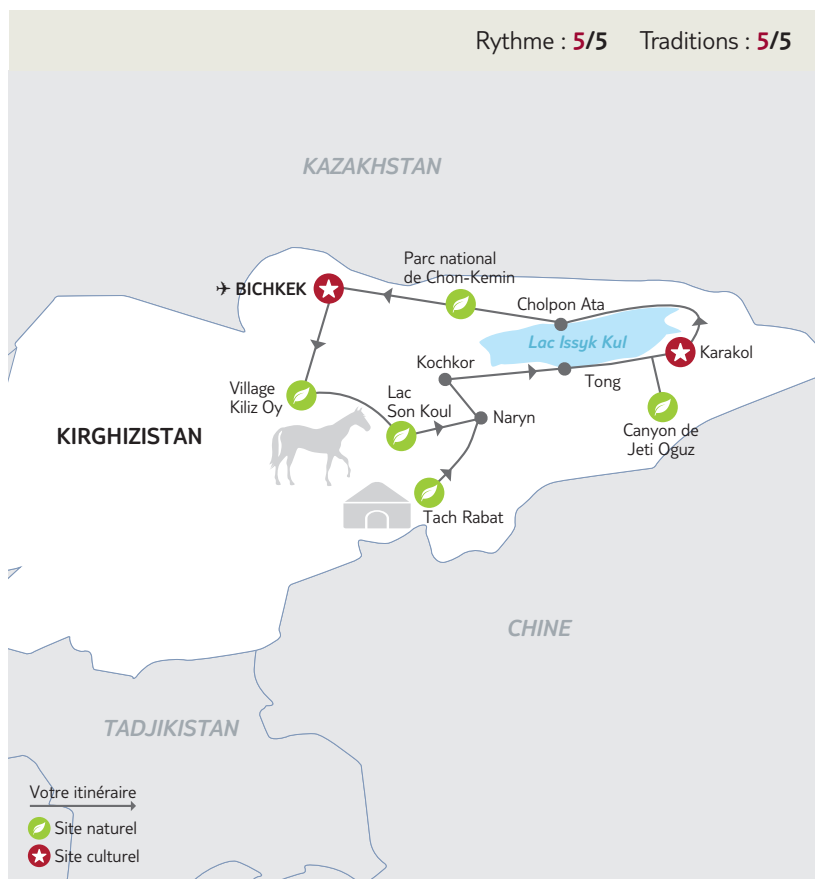 Rythme : 5/5 Traditions : 5/5
KAZAKHSTAN
Parc national
de Chon-Kemin
✈ BICHKEK
Cholpon Ata
Lac Issyk Kul
Karakol
Kochkor
Tong
Village
Kiliz Oy
Lac
Son Koul
Naryn
Canyon de
Jeti Oguz
KIRGHIZISTAN
Tach Rabat
CHINE
TADJIKISTAN
Votre itinéraire
Site naturel
Site culturel